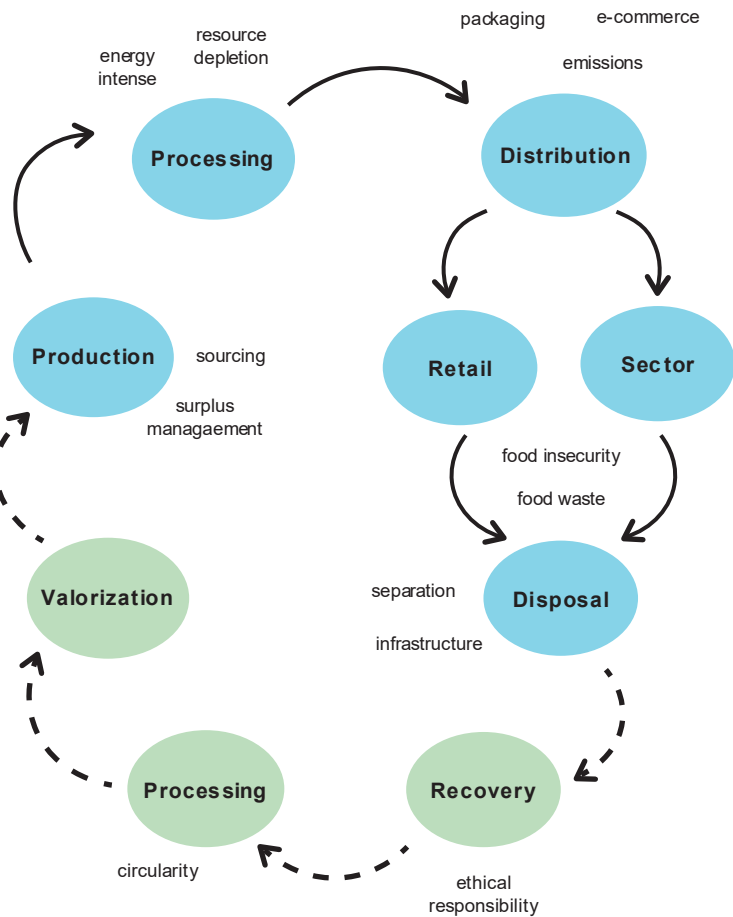 packaging
e-commerce
resource
depletion
energy
intense
emissions
Processing
Distribution
Production
sourcing
surplus
managaement
Retail
Sector
food insecurity
food waste
Valorization
separation
Disposal
infrastructure
Processing
Recovery
circularity
ethical
responsibility